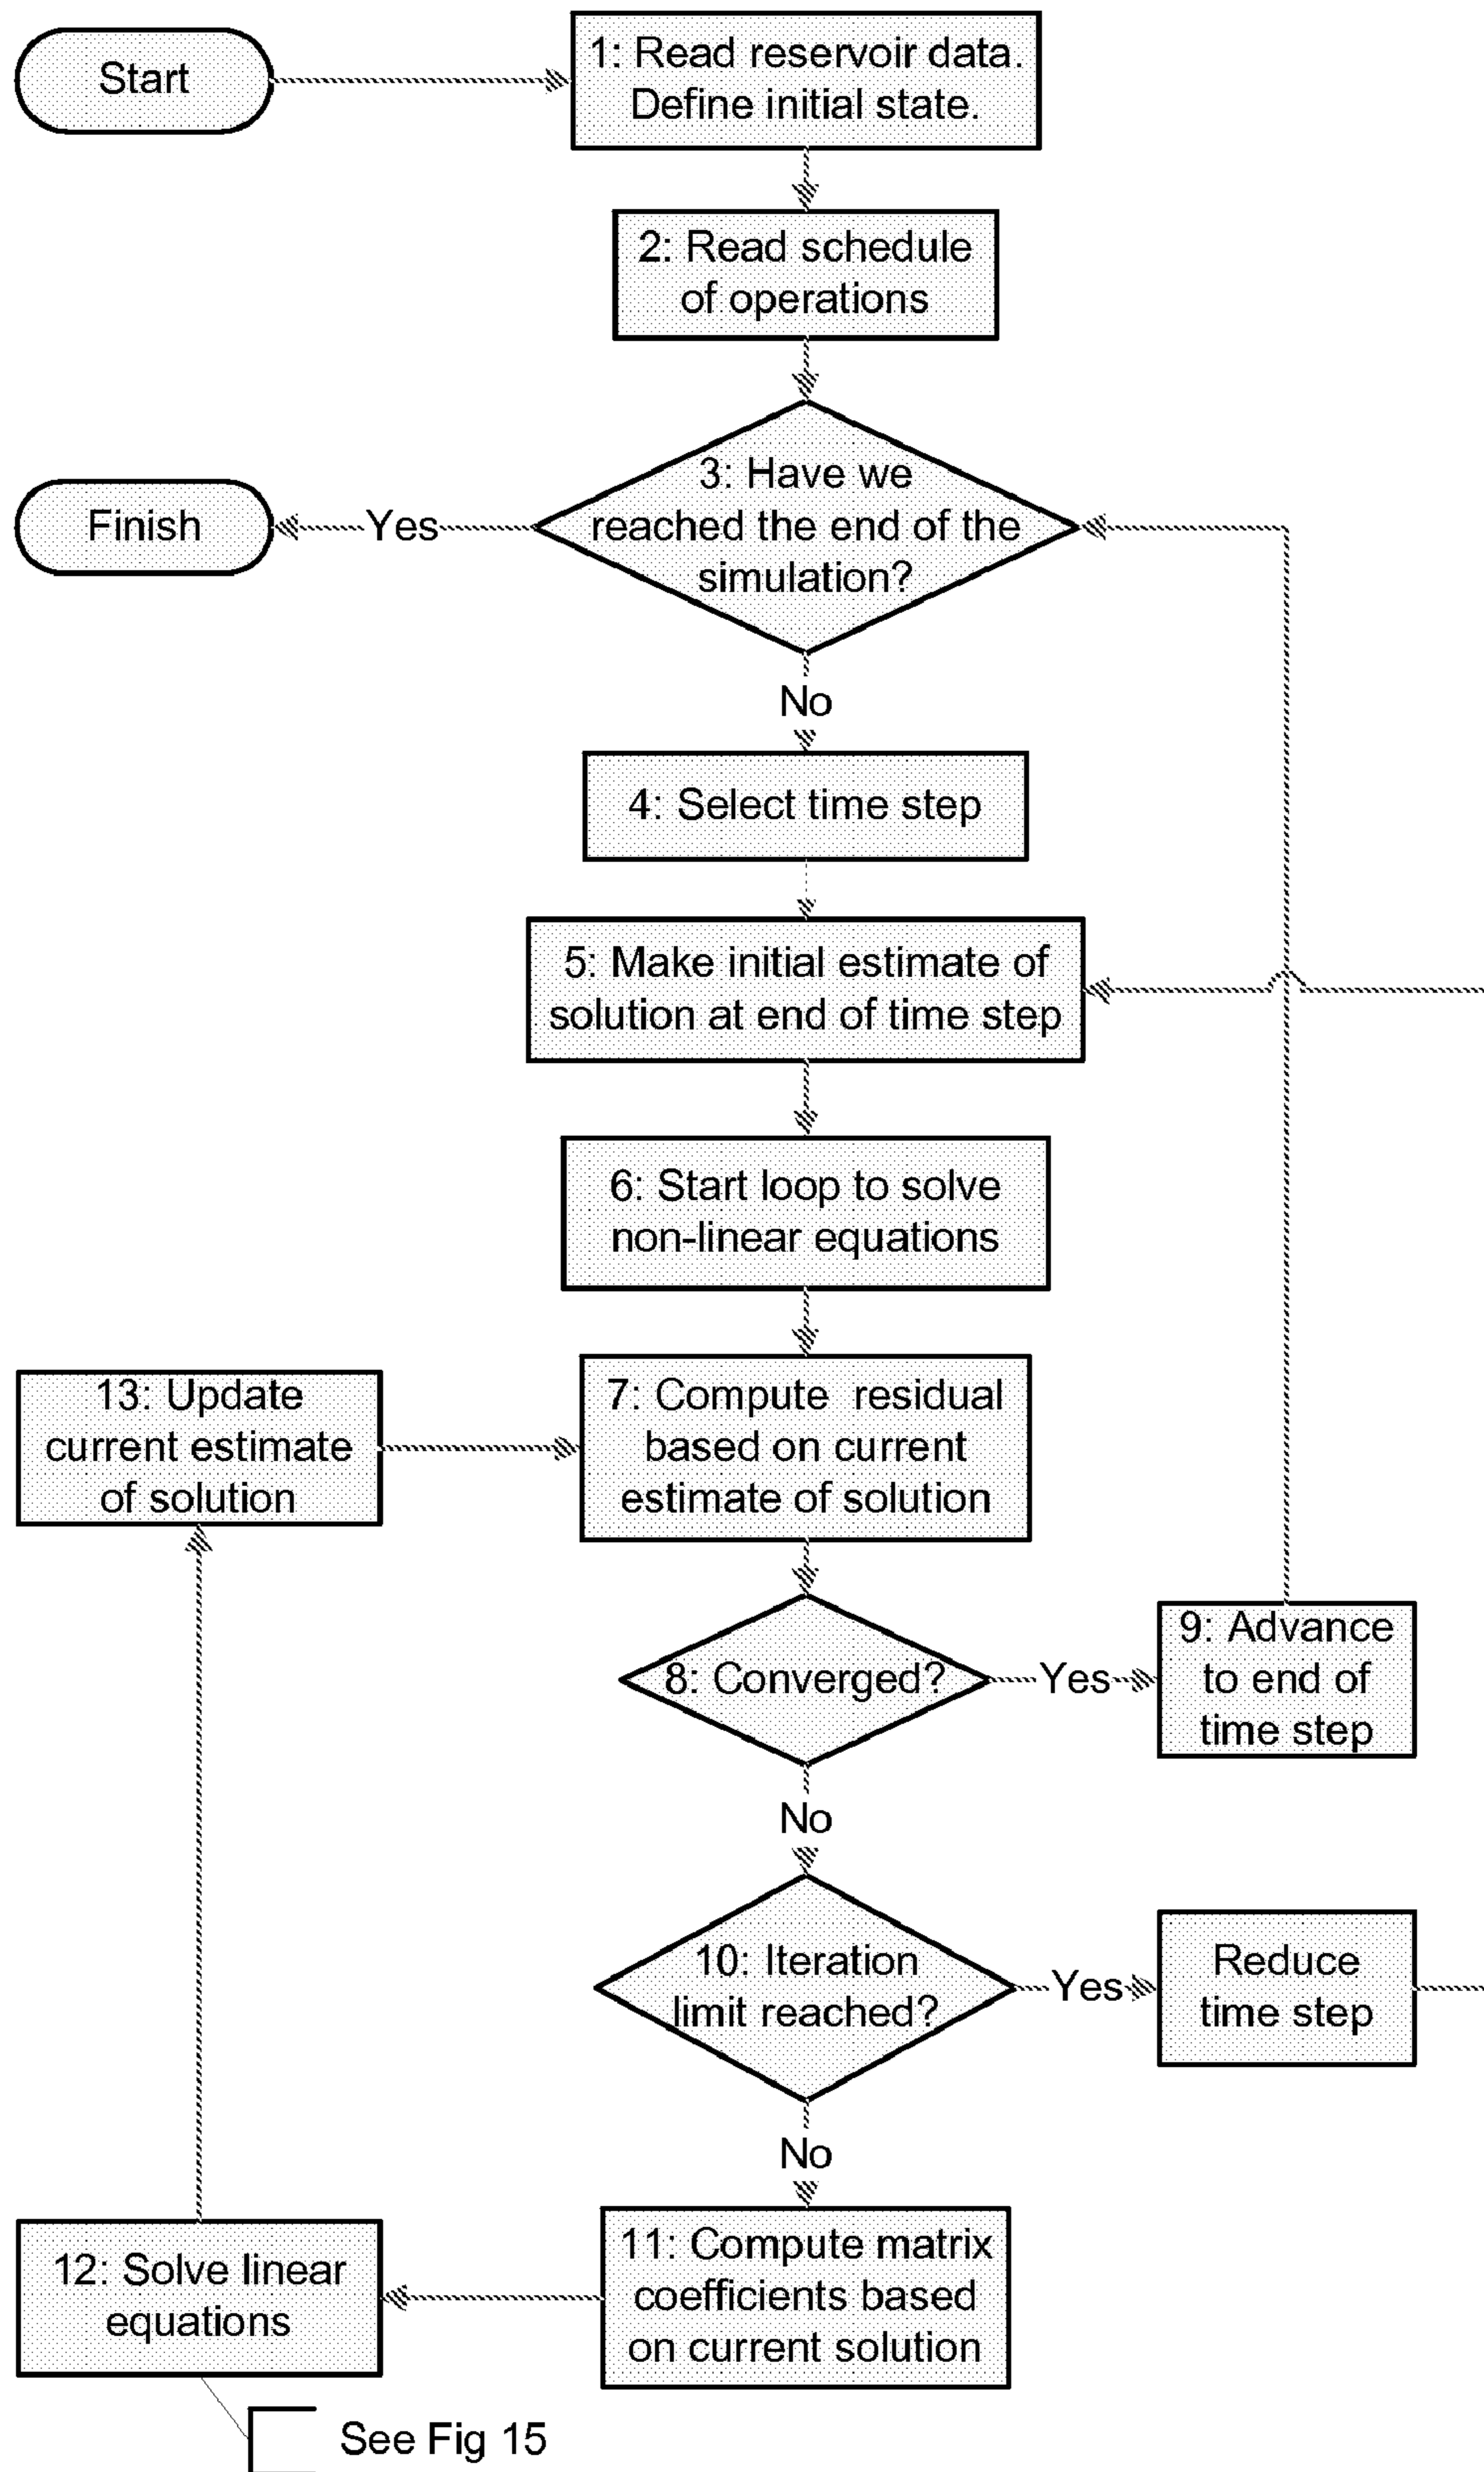 Start
1: Read reservoir data.
Define initial state.
2: Read schedule
of operations
3: Have we
reached the end of the
simulation?
Yes
Finish
No
4: Select time step
5: Make initial estimate of
solution at end of time step
6: Start loop to solve
non-linear equations
13: Update
current estimate
of solution
7: Compute residual
based on current
estimate of solution
8: Converged?
Yes
9: Advance
to end of
time step
No
10: Iteration
limit reached?
Yes
Reduce
time step
No
11: Compute matrix
coefficients based
on current solution
12: Solve linear
equations
See Fig 15